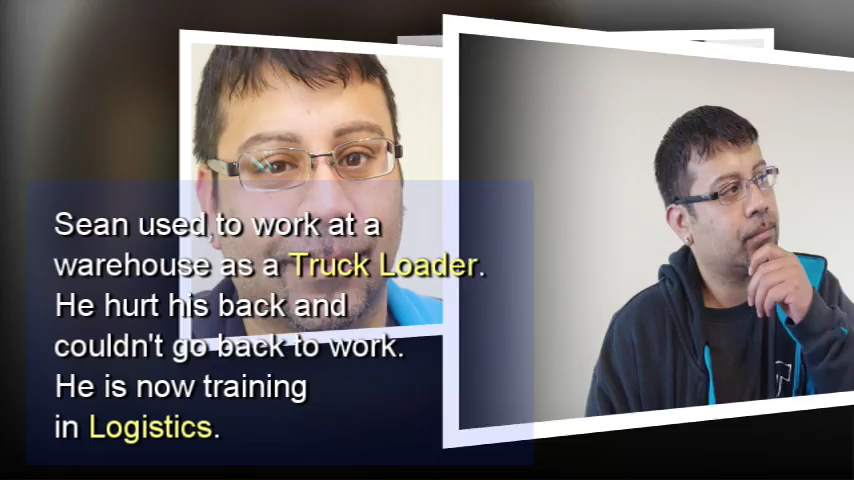 Sean used to work at a
warehouse as a Truck Loader.
He hurt his back and
couldn't go back to work.
He is now training
in Logistics.